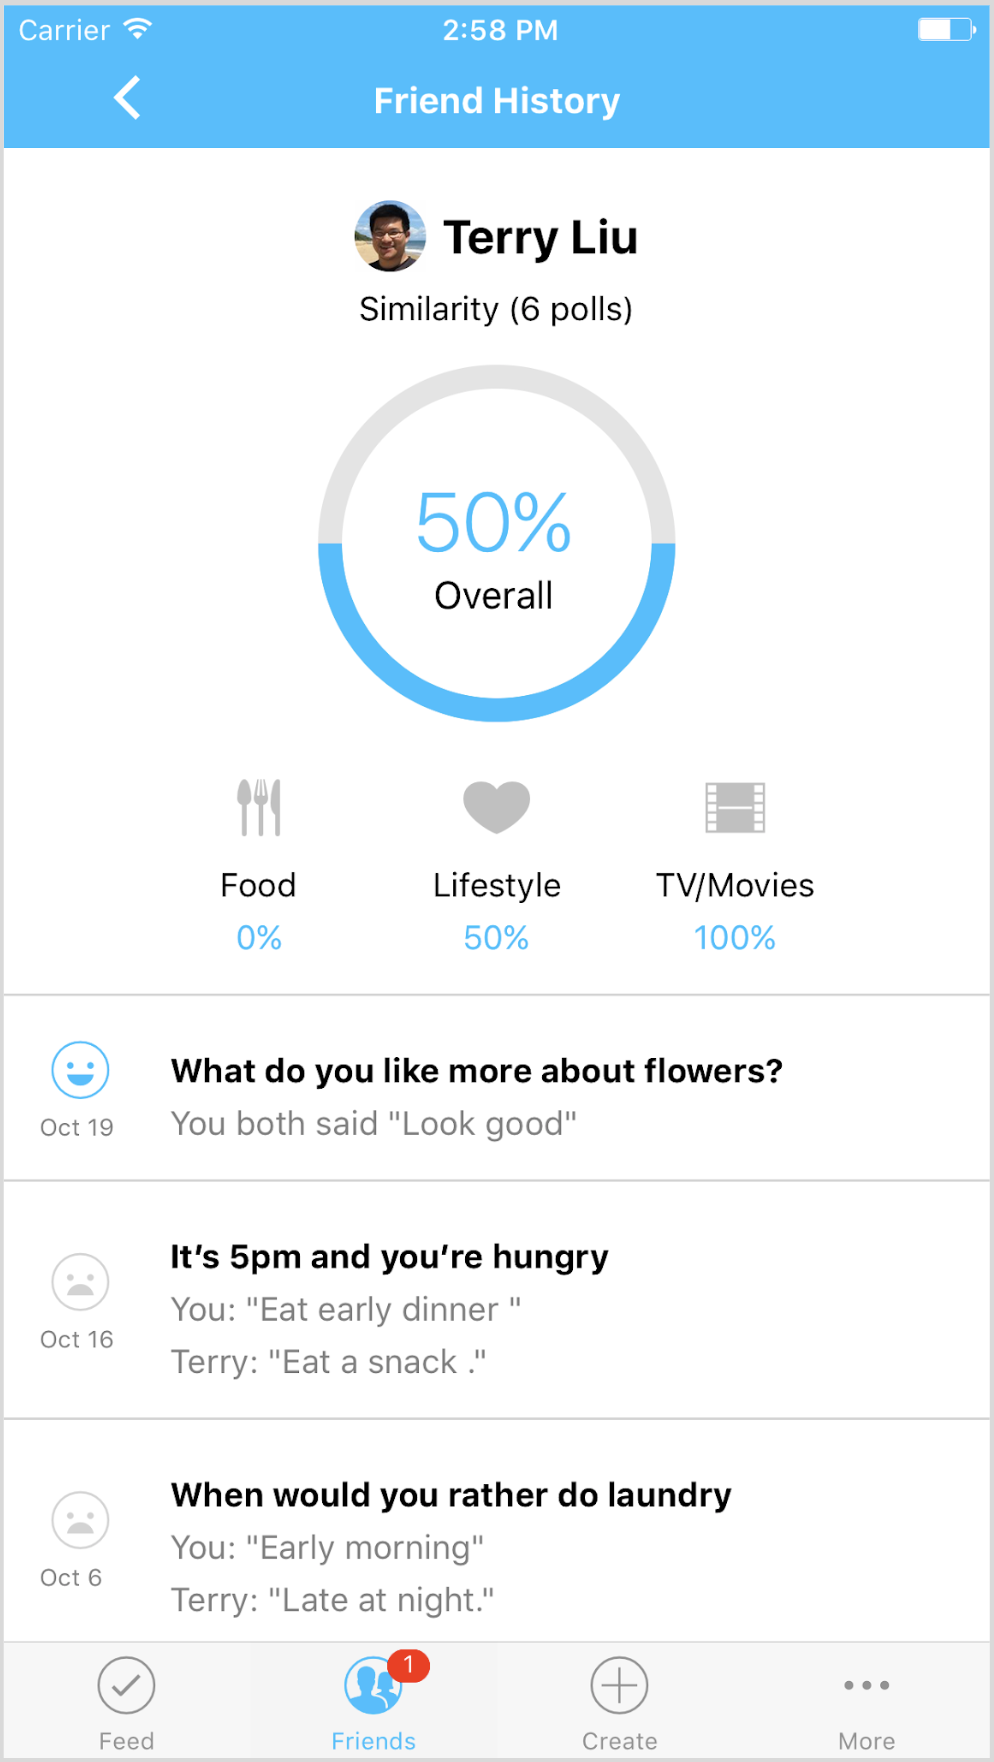 Carrier 2:58 PM
Friend History
Terry Liu
Similarity (6 polls)
50%
Overall
Food Lifestyle TV/Movies
0% 50% 100%
What do you like more about flowers?
Oct 19 You both said "Look good"
It’s 5pm and you’re hungry
You: "Eat early dinner "
Oct 16
Terry: "Eat a snack ."
When would you rather do laundry
You: "Early morning"
Oct 6
Terry: "Late at night."
1
Feed Friends Create More